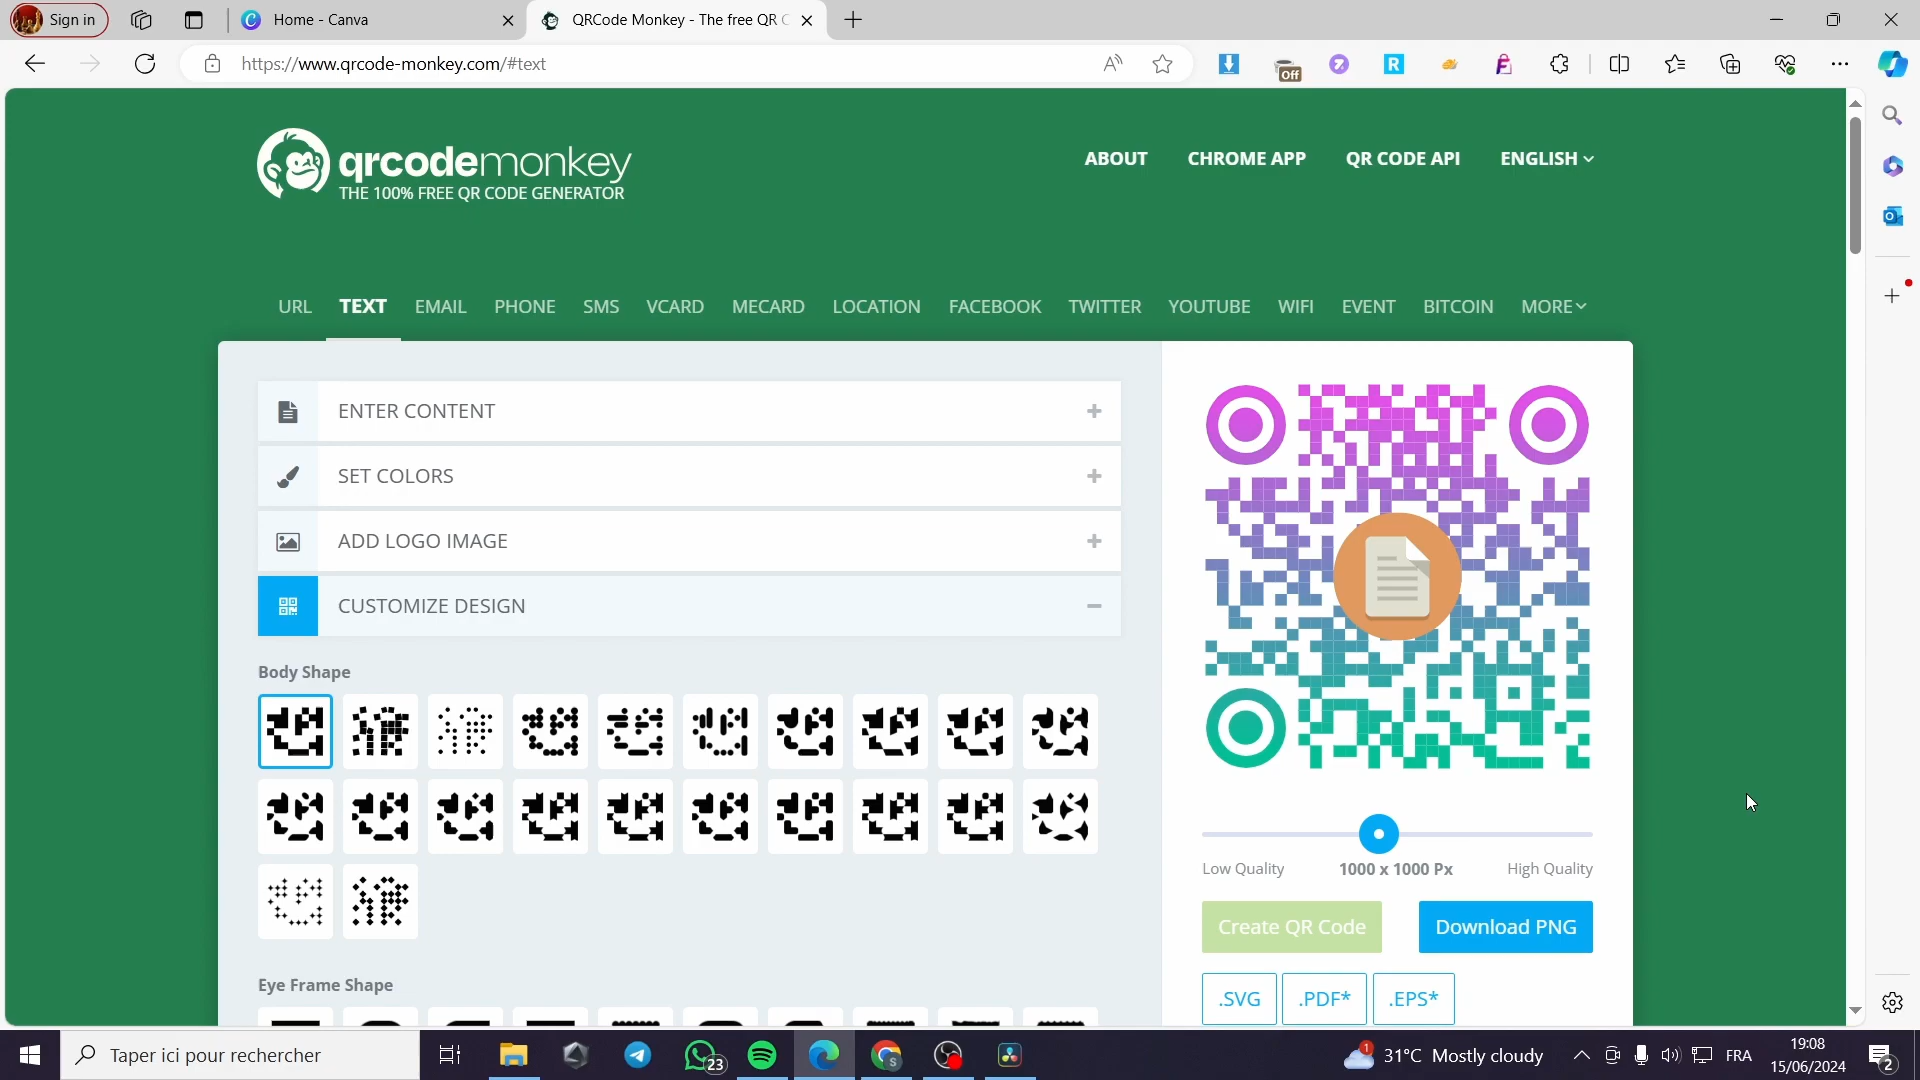 Sign in
Home - Canva
QRCode Monkey - The free QR C
https://www.qrcode-monkey.com/#text
Off
qrcodemonkey
THE 100% FREE QR CODE GENERATOR
ABOUT CHROME APP QR CODE API ENGLISH
URL TEXT EMAIL PHONE SMS VCARD MECARD LOCATION FACEBOOK TWITTER YOUTUBE WIFI EVENT BITCOIN MORE
ENTER CONTENT
SET COLORS
ADD LOGO IMAGE
CUSTOMIZE DESIGN
Body Shape
Eye Frame Shape
Low Quality 1000 x 1000 Px High Quality
Create QR Code Download PNG
.SVG .PDF* .EPS*
Taper ici pour rechercher
23
1
31°C Mostly cloudy
FRA
19:08
15/06/2024
2